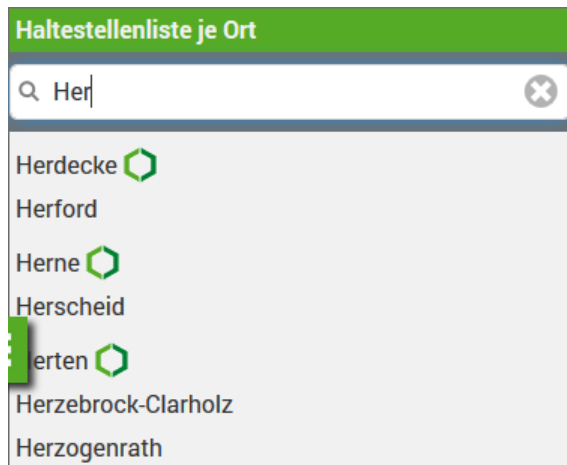 Haltestellenliste je Ort
Her
Herdecke
Herford
Herne
Herscheid
erten
Herzebrock-Clarholz
Herzogenrath